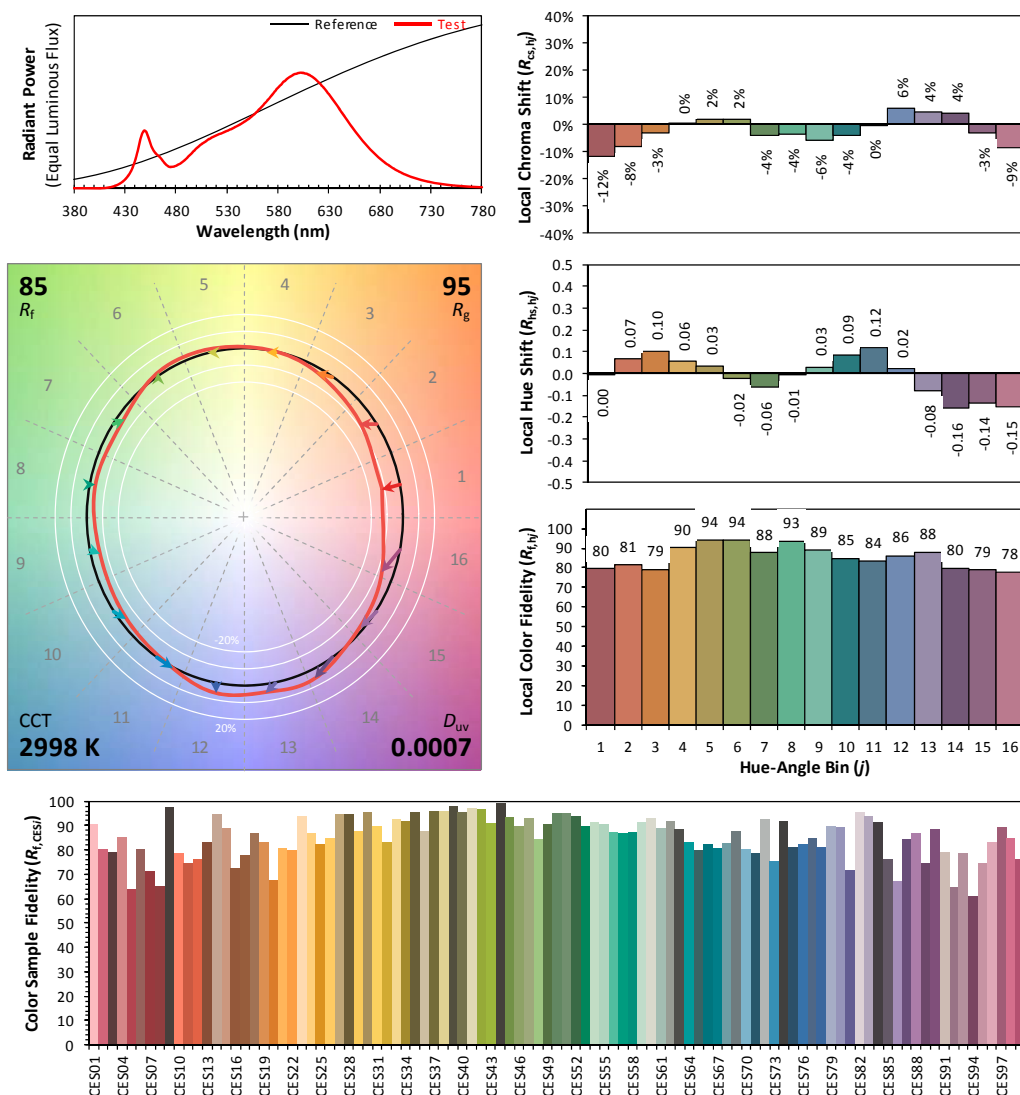 Reference
Test
Radiant Power
(Equal Luminous Flux)
380 430 480 530 580 630 680 730 780
Wavelength (nm)
Local Chroma Shift (Rcs,hj)
40%
30%
20%
10%
0%
-10%
-20%
-30%
-40%
-12% -8% -3% 0% 2% 2% -4% -4% -6% -4% 0% 6% 4% 4% -3% -9%
85
Rf
95
Rg
5 4
6 3
7 2
8 1
9 16
10 15
11 14
12 13
-20%
20%
CCT
2998 K
Duv
0.0007
Local Hue Shift (Rhs,hj)
0.5
0.4
0.3
0.2
0.1
0.0
-0.1
-0.2
-0.3
-0.4
-0.5
0.00 0.07 0.10 0.06 0.03 -0.02 -0.06 -0.01 0.03 0.09 0.12 0.02 -0.08 -0.16 -0.14 -0.15
Local Color Fidelity (Rf,hj)
100
90
80
70
60
50
40
30
20
10
0
80 81 79 90 94 94 88 93 89 85 84 86 88 80 79 78
1 2 3 4 5 6 7 8 9 10 11 12 13 14 15 16
Hue-Angle Bin (j)
Color Sample Fidelity (Rf,CESi)
100
90
80
70
60
50
40
30
20
10
0
CES01 CES04 CES07 CES10 CES13 CES16 CES19 CES22 CES25 CES28 CES31 CES34 CES37 CES40 CES43 CES46 CES49 CES52 CES55 CES58 CES61 CES64 CES67 CES70 CES73 CES76 CES79 CES82 CES85 CES88 CES91 CES94 CES97